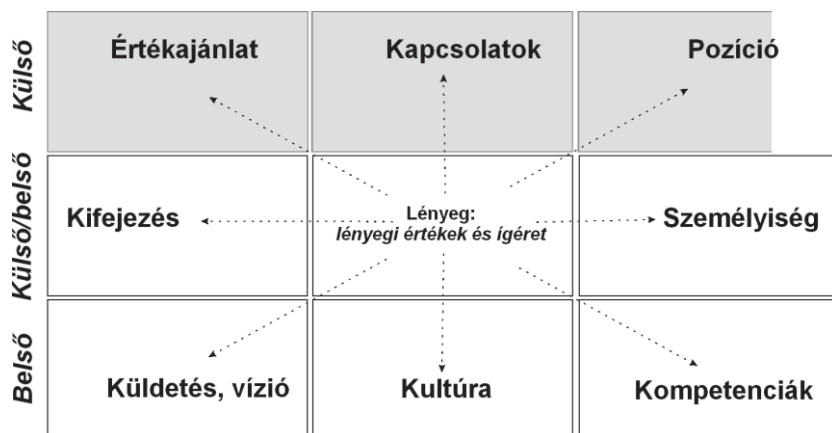 Külső
Értékajánlat
Kapcsolatok
Pozíció
Külső/belső
Kifejezés
Lényeg:
lényegi értékek és ígéret
Személyiség
Belső
Küldetés, vízió
Kultúra
Kompetenciák